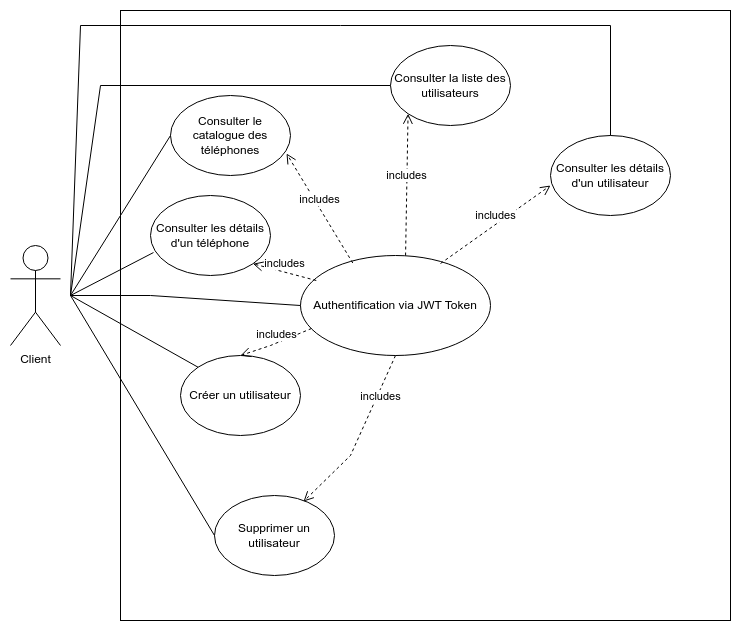 Consulter la liste des
utilisateurs
Consulter le
catalogue des
téléphones
Consulter les détails
d'un utilisateur
includes
includes
includes
Consulter les détails
d'un téléphone
includes
Authentification via JWT Token
Client
includes
Créer un utilisateur
includes
Supprimer un
utilisateur